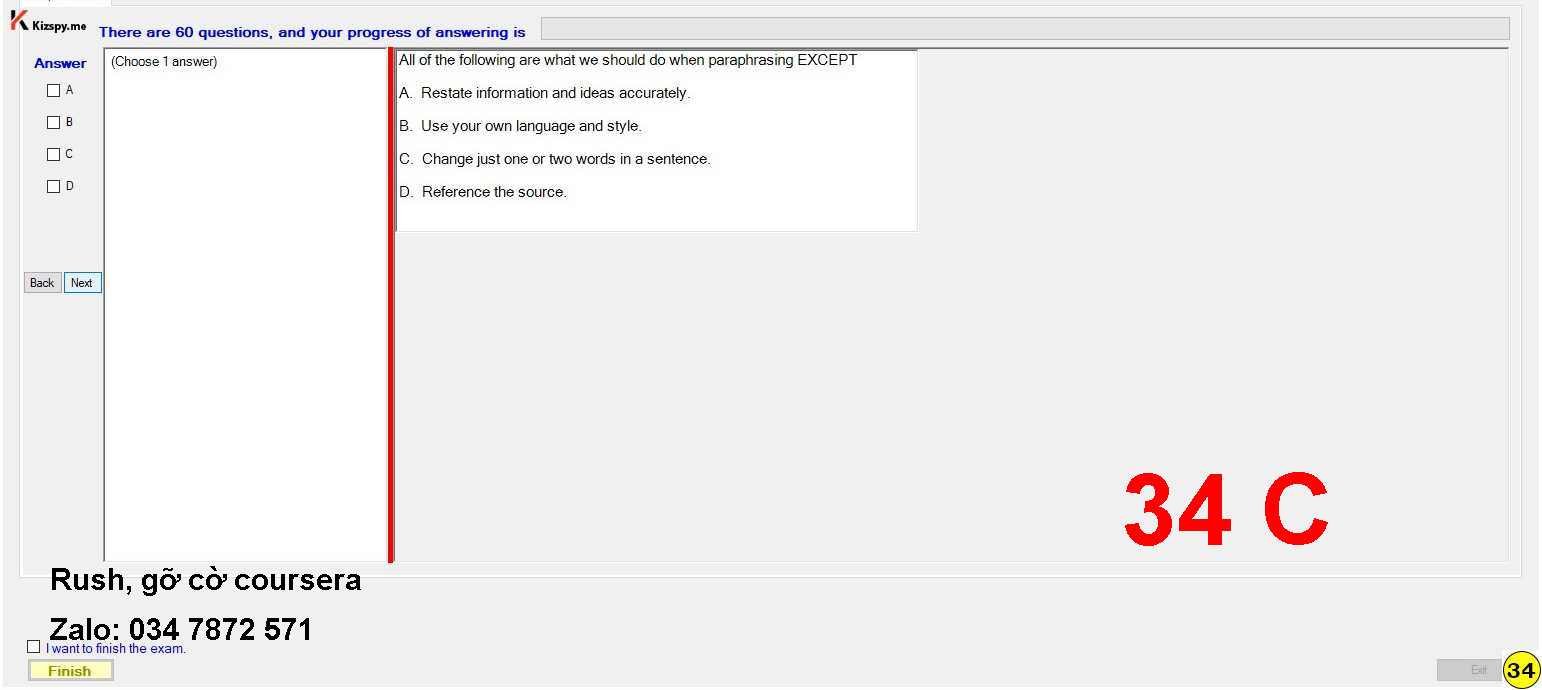 Kizspy.me
There are 60 questions, and your progress of answering is
Answer
(Choose 1 answer)
A
B
C
D
Back Next
All of the following are what we should do when paraphrasing EXCEPT
A. Restate information and ideas accurately.
B. Use your own language and style.
C. Change just one or two words in a sentence.
D. Reference the source.
34 C
Rush, gỡ cờ coursera
Zalo: 034 7872 571
I want to finish the exam.
Finish
Exit
34